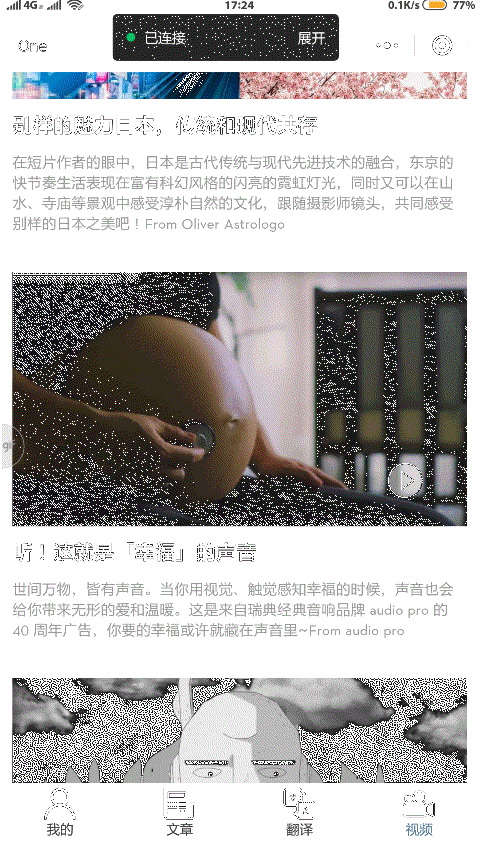 4G 17:24 0.1K/s 77%
One
已连接 展开
别样的魅力日本，传统和现代共存
在短片作者的眼中，日本是古代传统与现代先进技术的融合，东京的
快节奏生活表现在富有科幻风格的闪亮的霓虹灯光，同时又可以在山
水、寺庙等景观中感受淳朴自然的文化，跟随摄影师镜头，共同感受
别样的日本之美吧！From Oliver Astrologo
听！这就是「幸福」的声音
世间万物，皆有声音。当你用视觉、触觉感知幸福的时候，声音也会
给你带来无形的爱和温暖。这是来自瑞典经典音响品牌 audio pro 的
40 周年广告，你要的幸福或许就藏在声音里~From audio pro
我的 文章 翻译 视频